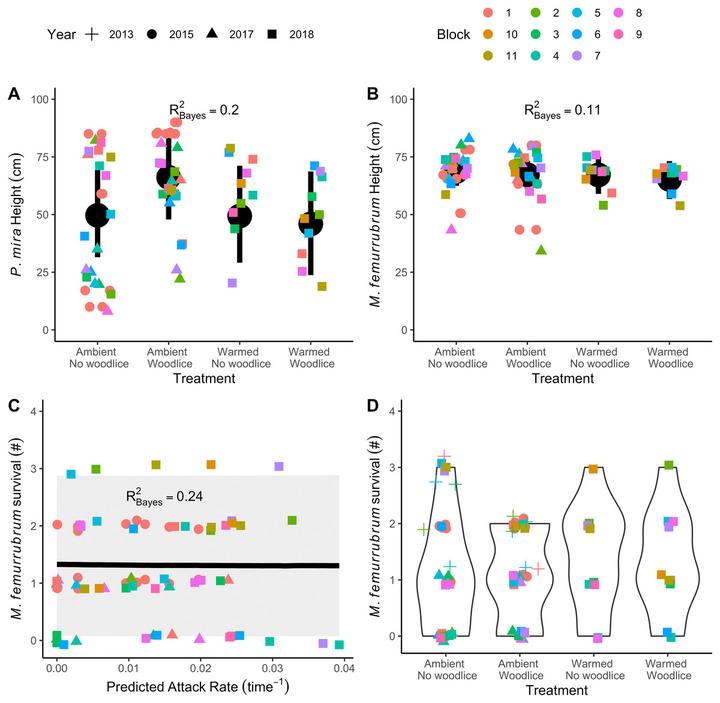 Year 2013 2015 2017 2018
Block 1 2 5 8
10 3 6 9
11 4 7
A
R²Bayes = 0.2
P. mira Height (cm)
100
75
50
25
0
Ambient No woodlice
Ambient Woodlice
Warmed No woodlice
Warmed Woodlice
Treatment
B
R²Bayes = 0.11
M. femurrubrum Height (cm)
100
75
50
25
0
Ambient No woodlice
Ambient Woodlice
Warmed No woodlice
Warmed Woodlice
Treatment
C
R²Bayes = 0.24
M. femurrubrum survival (#)
4
3
2
1
0
0.00 0.01 0.02 0.03 0.04
Predicted Attack Rate (time⁻¹)
D
M. femurrubrum survival (#)
4
3
2
1
0
Ambient No woodlice
Ambient Woodlice
Warmed No woodlice
Warmed Woodlice
Treatment